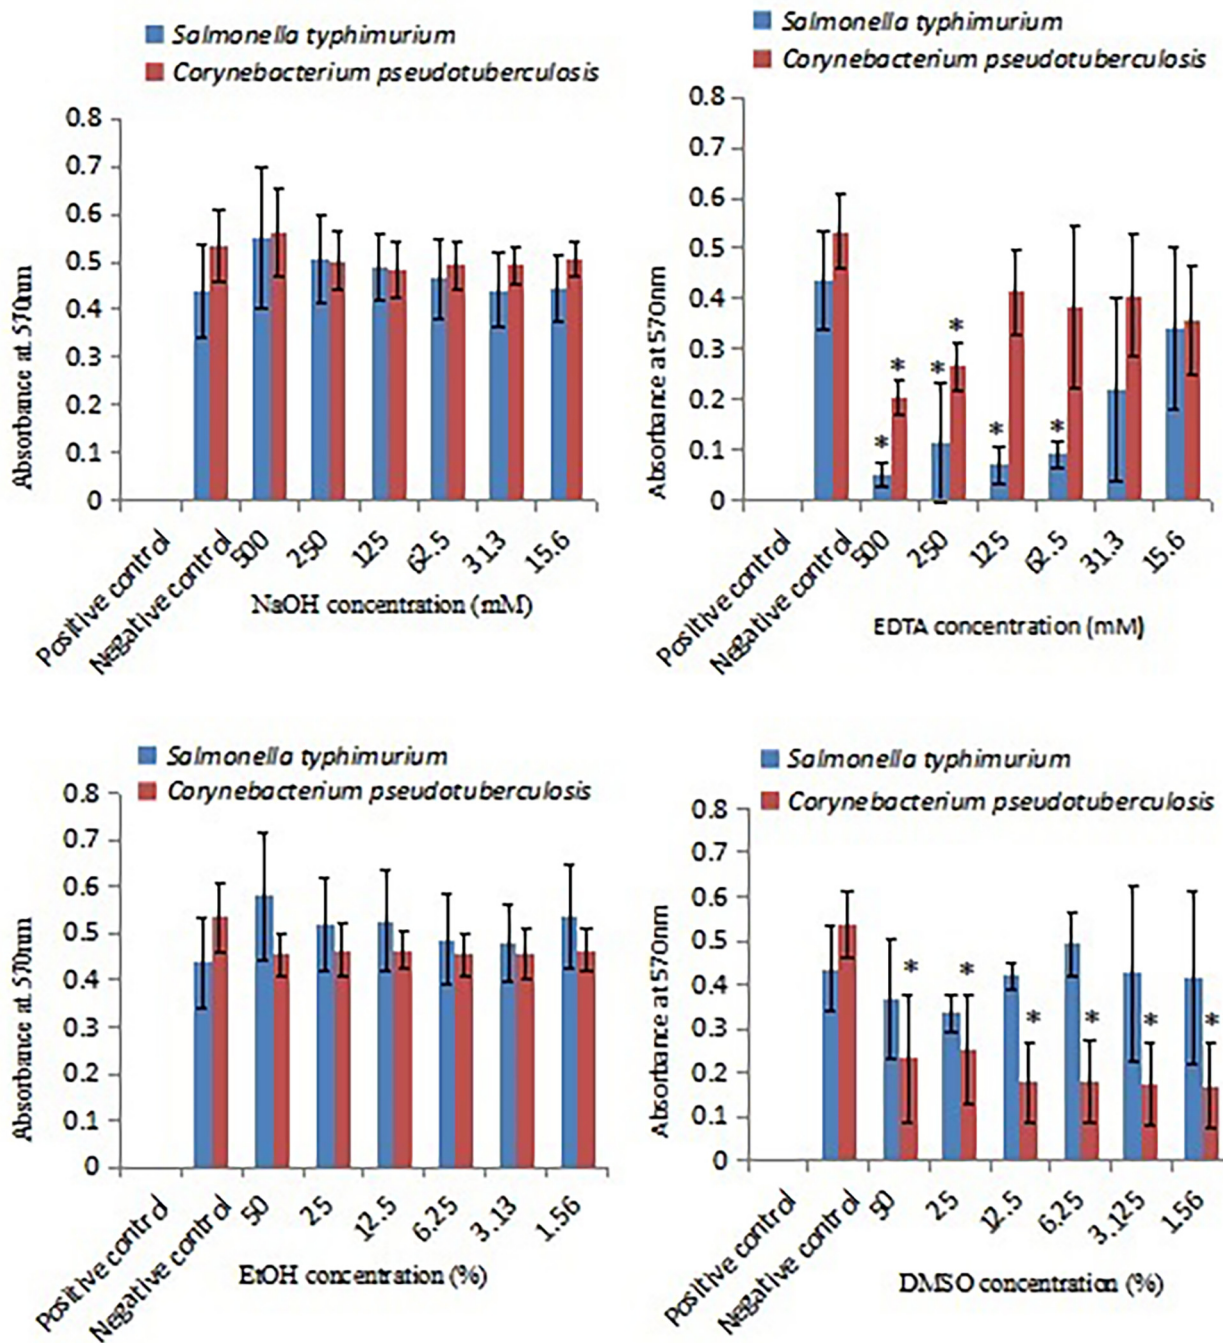 Salmonella typhimurium
Corynebacterium pseudotuberculosis
0.8
0.7
0.6
0.5
0.4
0.3
0.2
0.1
0
Absorbance at 570nm
Positive control
Negative control
500
250
125
62.5
31.3
15.6
NaOH concentration (mM)
Salmonella typhimurium
Corynebacterium pseudotuberculosis
0.8
0.7
0.6
0.5
0.4
0.3
0.2
0.1
0
Absorbance at 570nm
* * * * * *
Positive control
Negative control
500
250
125
62.5
31.3
15.6
EDTA concentration (mM)
Salmonella typhimurium
Corynebacterium pseudotuberculosis
0.8
0.7
0.6
0.5
0.4
0.3
0.2
0.1
0
Absorbance at 570nm
Positive control
Negative control
50
25
12.5
6.25
3.13
1.56
EtOH concentration (%)
Salmonella typhimurium
Corynebacterium pseudotuberculosis
0.8
0.7
0.6
0.5
0.4
0.3
0.2
0.1
0
Absorbance at 570nm
* * * * * *
Positive control
Negative control
50
25
12.5
6.25
3.125
1.56
DMSO concentration (%)